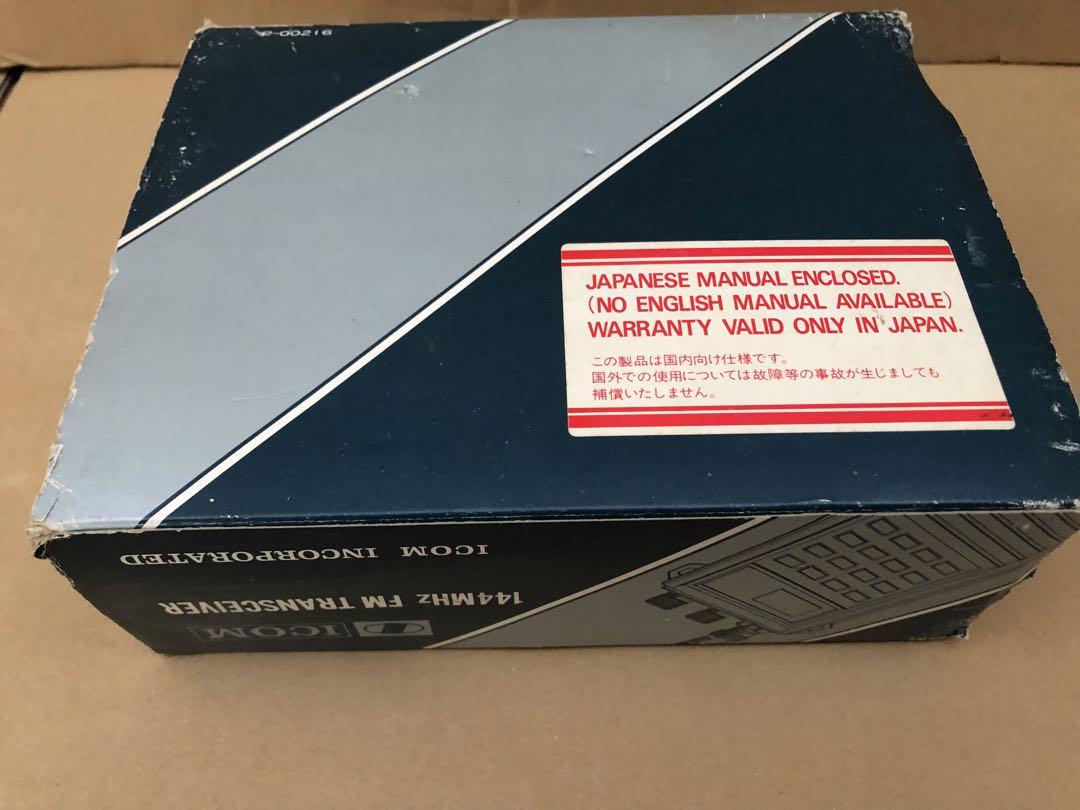 P-00216
JAPANESE MANUAL ENCLOSED.
(NO ENGLISH MANUAL AVAILABLE)
WARRANTY VALID ONLY IN JAPAN.
この製品は国内向け仕様です。
国外での使用については故障等の事故が生じましても
補償いたしません。
ICOM
144MHz FM TRANSCEIVER
ICOM INCORPORATED